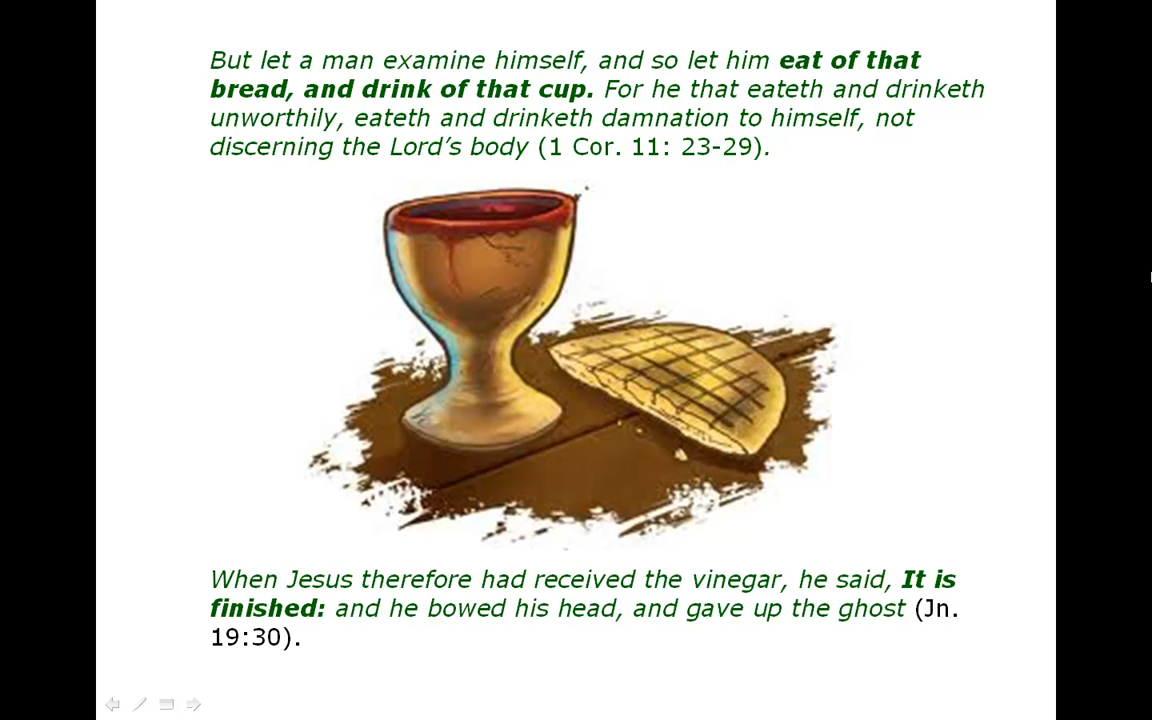 But let a man examine himself, and so let him eat of that
bread, and drink of that cup. For he that eateth and drinketh
unworthily, eateth and drinketh damnation to himself, not
discerning the Lord’s body (1 Cor. 11: 23-29).
When Jesus therefore had received the vinegar, he said, It is
finished: and he bowed his head, and gave up the ghost (Jn.
19:30).